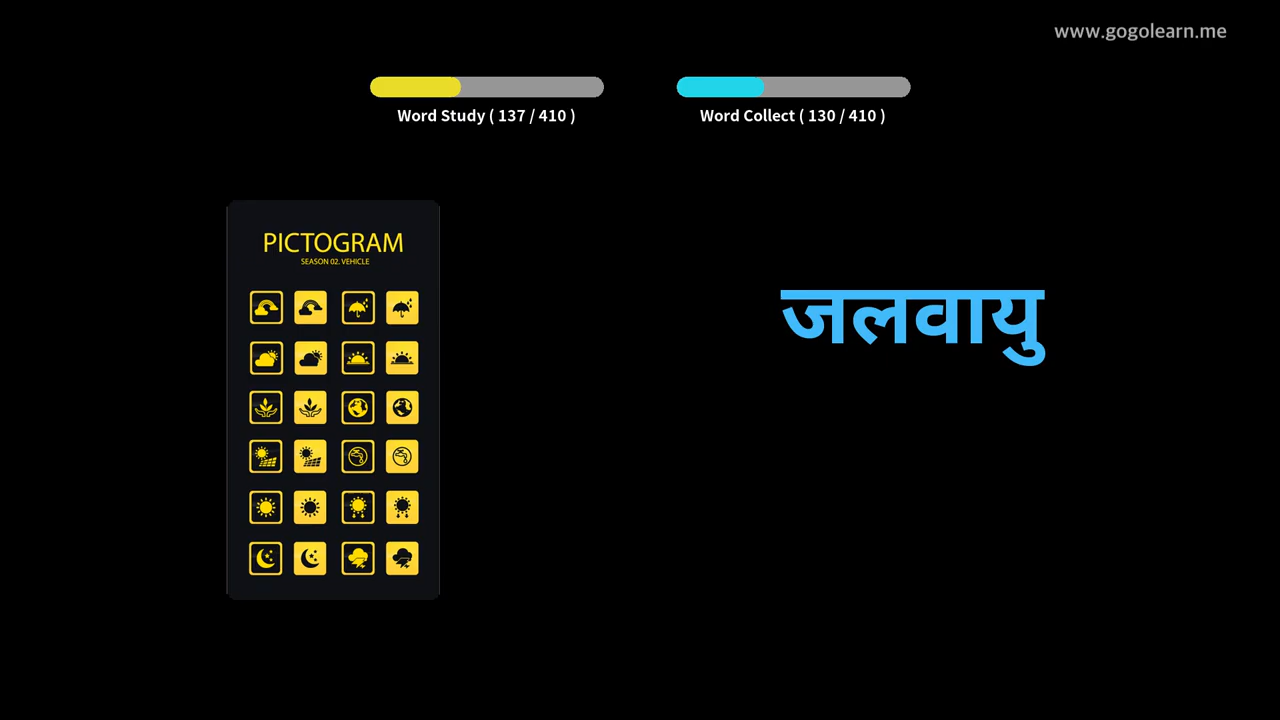 www.gogolearn.me
Word Study ( 137 / 410 )
Word Collect ( 130 / 410 )
PICTOGRAM
SEASON 02. VEHICLE
जलवायु